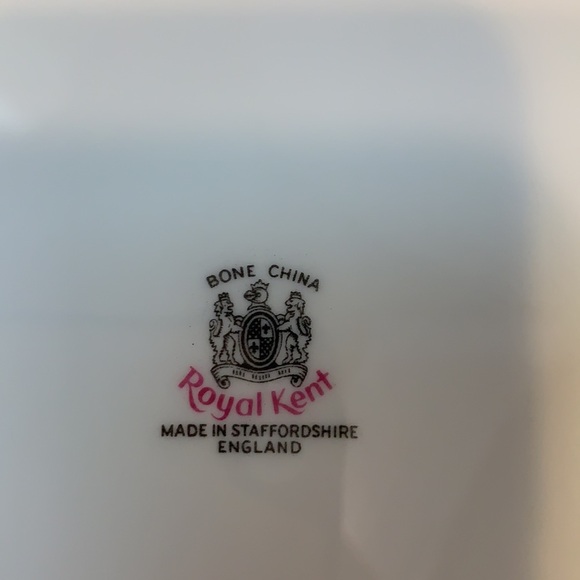 BONE CHINA
Royal Kent
MADE IN STAFFORDSHIRE
ENGLAND